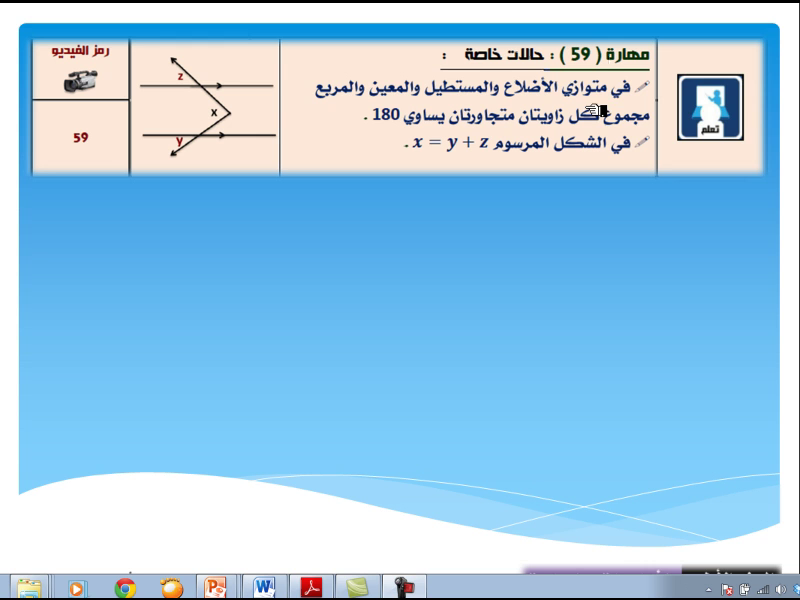 مهارة ( 59 ) : حالات خاصة :
في متوازي الأضلاع والمستطيل والمعين والمربع
مجموع كل زاويتان متجاورتان يساوي 180 .
في الشكل المرسوم x = y + z .
تعلم
z
x
y
رمز الفيديو
59